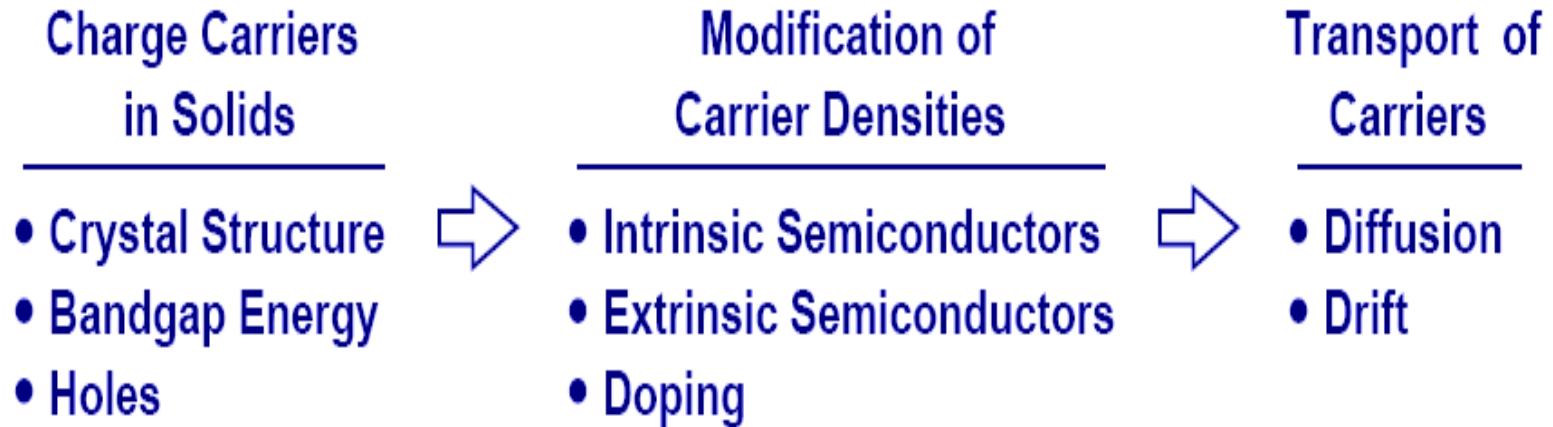 Charge Carriers
in Solids
• Crystal Structure
• Bandgap Energy
• Holes
Modification of
Carrier Densities
• Intrinsic Semiconductors
• Extrinsic Semiconductors
• Doping
Transport of
Carriers
• Diffusion
• Drift